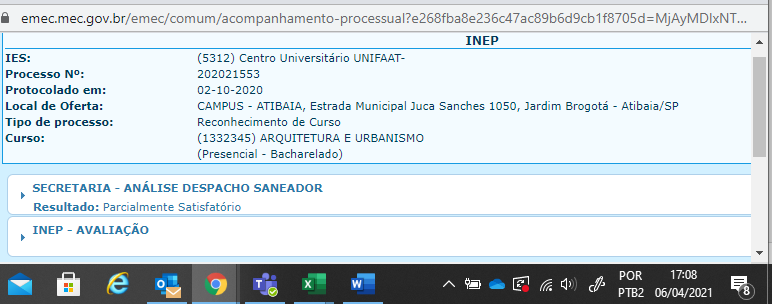 emec.mec.gov.br/emec/comum/acompanhamento-processual?e268fba8e236c47ac89b6d9cb1f8705d=MjAyMDIxNT...
INEP
IES: (5312) Centro Universitário UNIFAAT-
Processo Nº: 202021553
Protocolado em: 02-10-2020
Local de Oferta: CAMPUS - ATIBAIA, Estrada Municipal Juca Sanches 1050, Jardim Brogotá - Atibaia/SP
Tipo de processo: Reconhecimento de Curso
Curso: (1332345) ARQUITETURA E URBANISMO
(Presencial - Bacharelado)
SECRETARIA - ANÁLISE DESPACHO SANEADOR
Resultado: Parcialmente Satisfatório
INEP - AVALIAÇÃO
POR 17:08
PTB2 06/04/2021 8